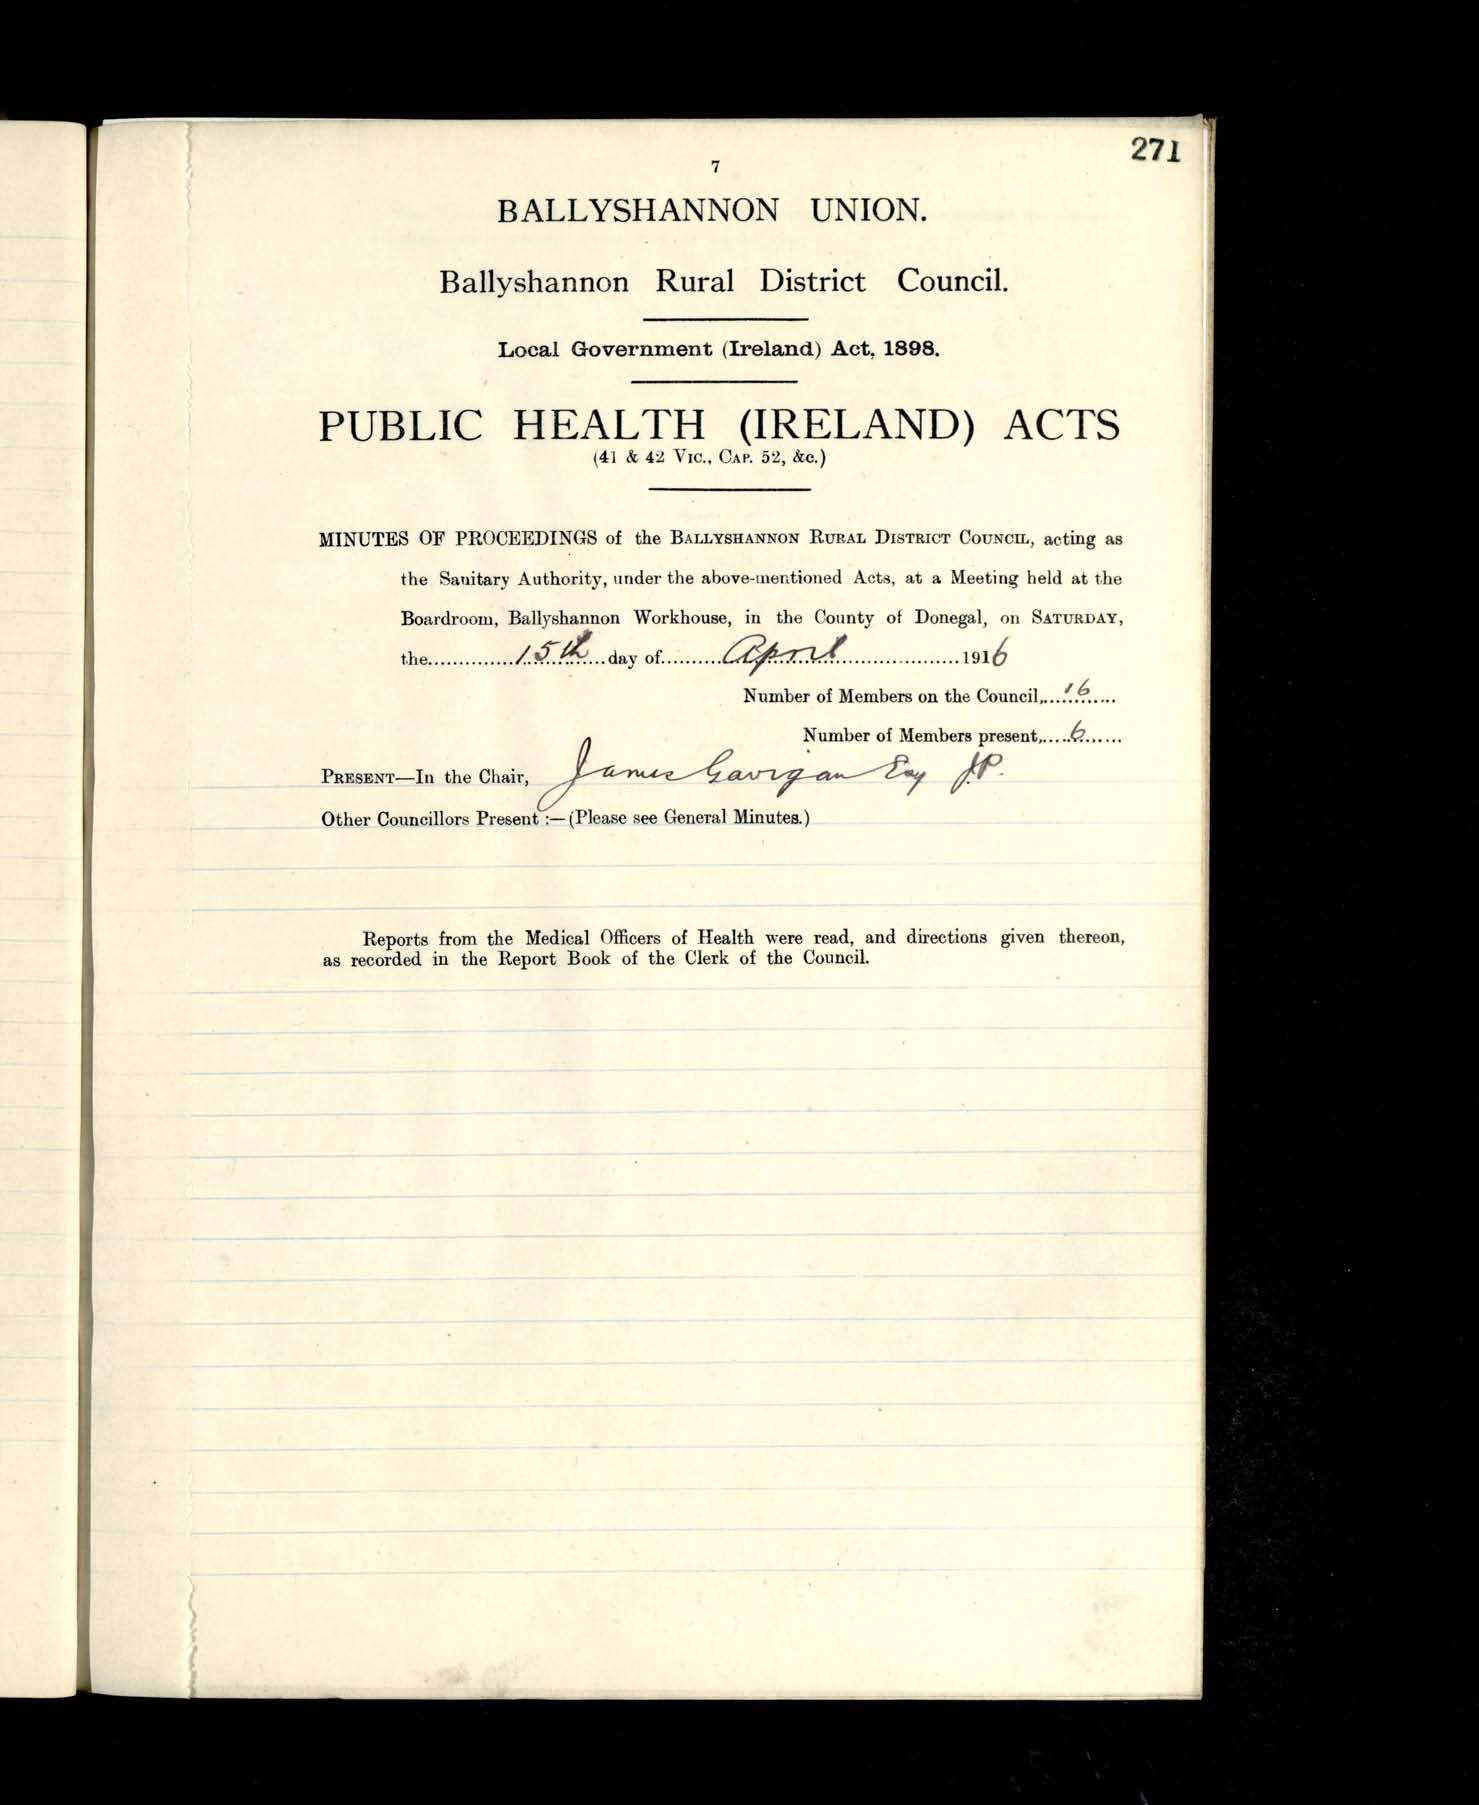 271
7
BALLYSHANNON UNION.
Ballyshannon Rural District Council.
Local Government (Ireland) Act, 1898.
PUBLIC HEALTH (IRELAND) ACTS
(41 & 42 Vic., Cap. 52, &c.)
MINUTES OF PROCEEDINGS of the Ballyshannon Rural District Council, acting as
the Sanitary Authority, under the above-mentioned Acts, at a Meeting held at the
Boardroom, Ballyshannon Workhouse, in the County of Donegal, on Saturday,
the 15th day of April 1916
Number of Members on the Council, 16
Number of Members present, 6
Present—In the Chair, James Gavigan Esq J.P.
Other Councillors Present :—(Please see General Minutes.)
Reports from the Medical Officers of Health were read, and directions given thereon,
as recorded in the Report Book of the Clerk of the Council.